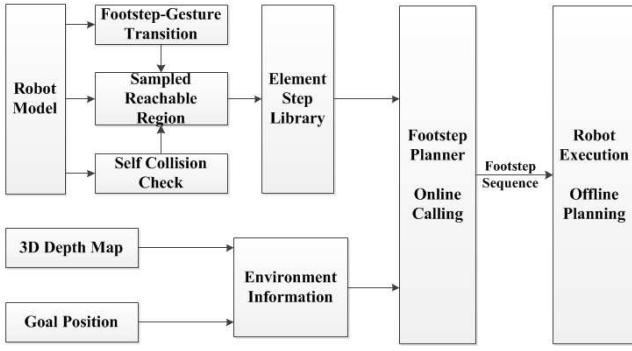 Footstep-Gesture
Transition
Robot
Model
Sampled
Reachable
Region
Self Collision
Check
Element
Step
Library
3D Depth Map
Goal Position
Environment
Information
Footstep
Planner
Online
Calling
Footstep
Sequence
Robot
Execution
Offline
Planning